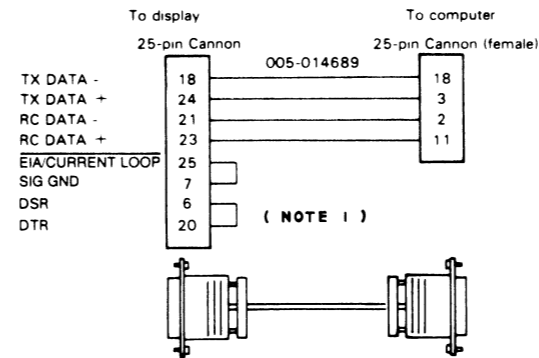 To display To computer
25-pin Cannon 25-pin Cannon (female)
005-014689
TX DATA - 18 18
TX DATA + 24 3
RC DATA - 21 2
RC DATA + 23 11
EIA/CURRENT LOOP 25
SIG GND 7
DSR 6
DTR 20
( NOTE 1 )